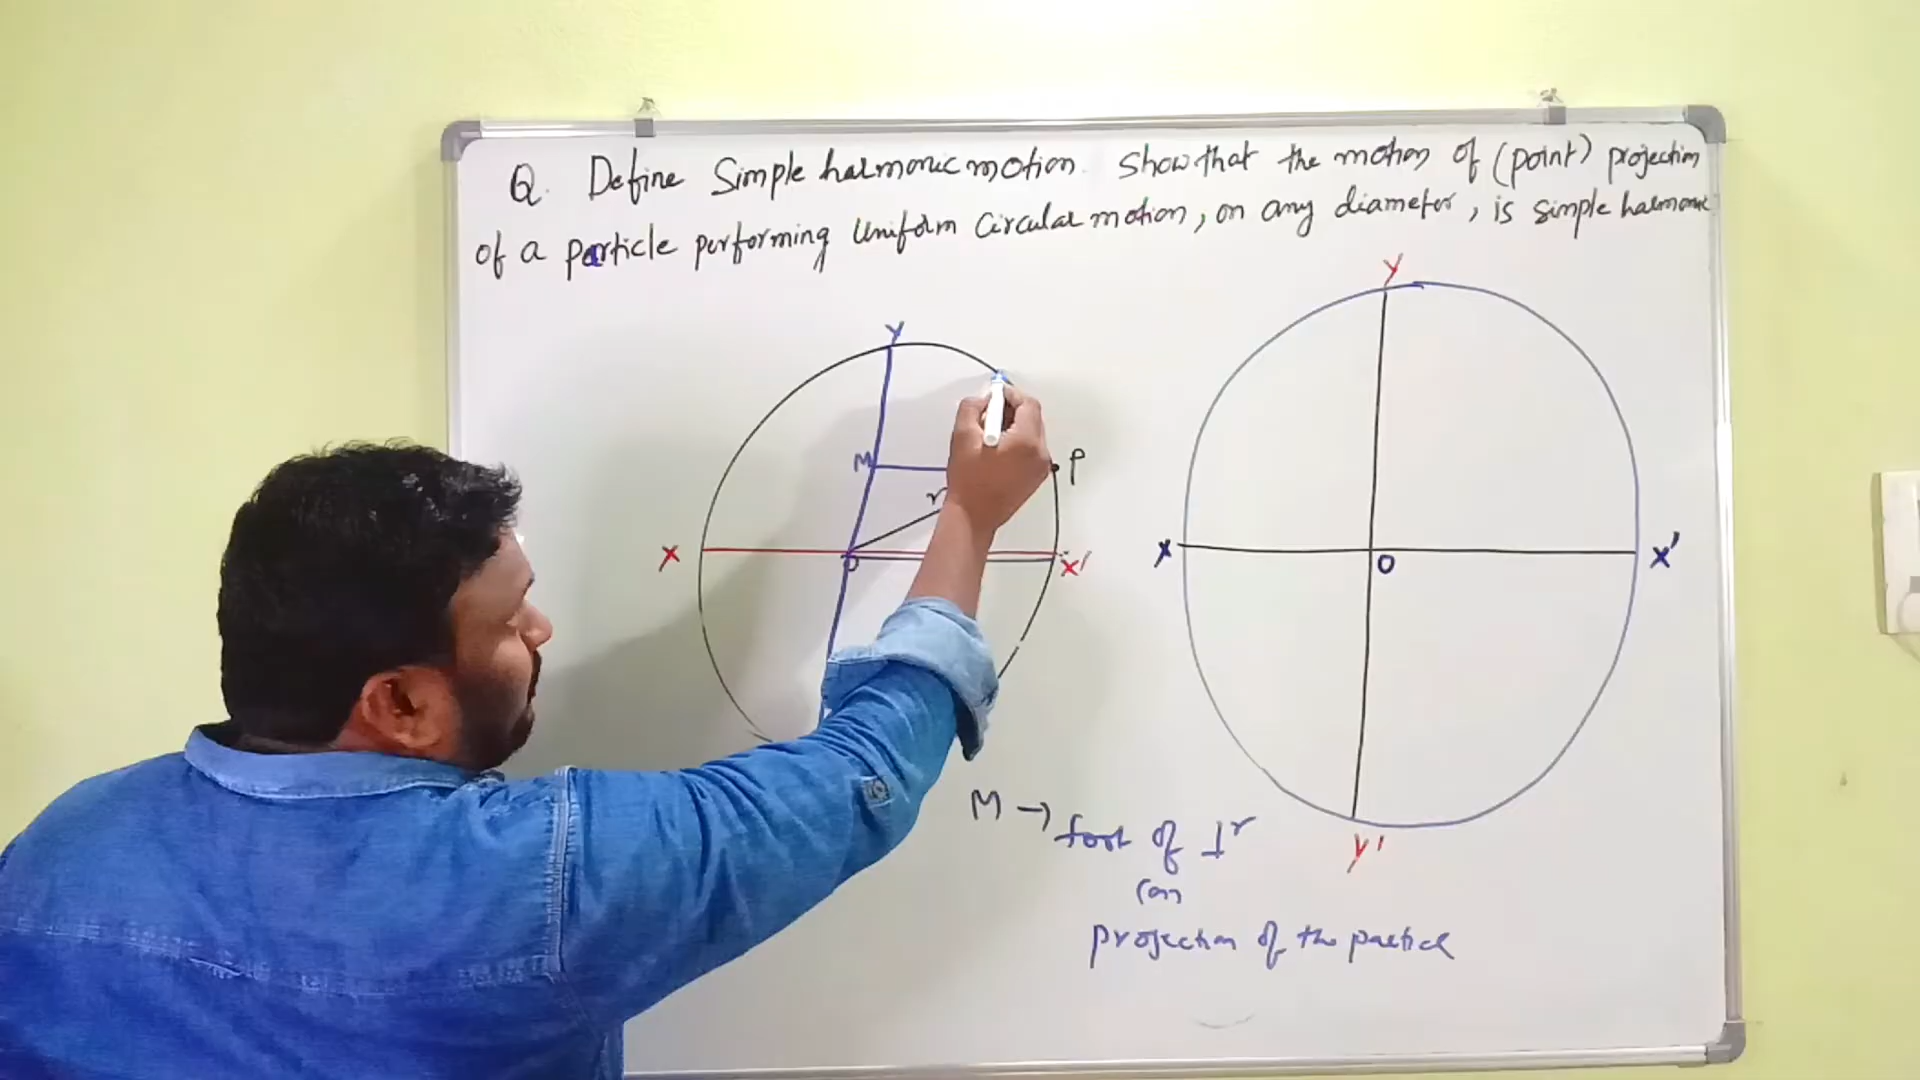 Q. Define Simple harmonic motion. Show that the motion of (point) projection
of a particle performing Uniform Circular motion, on any diameter, is simple harmonic
Y
M
P
r
X
O
X'
Y
X
O
X'
Y'
M → foot of ⊥r
(or)
projection of the particle